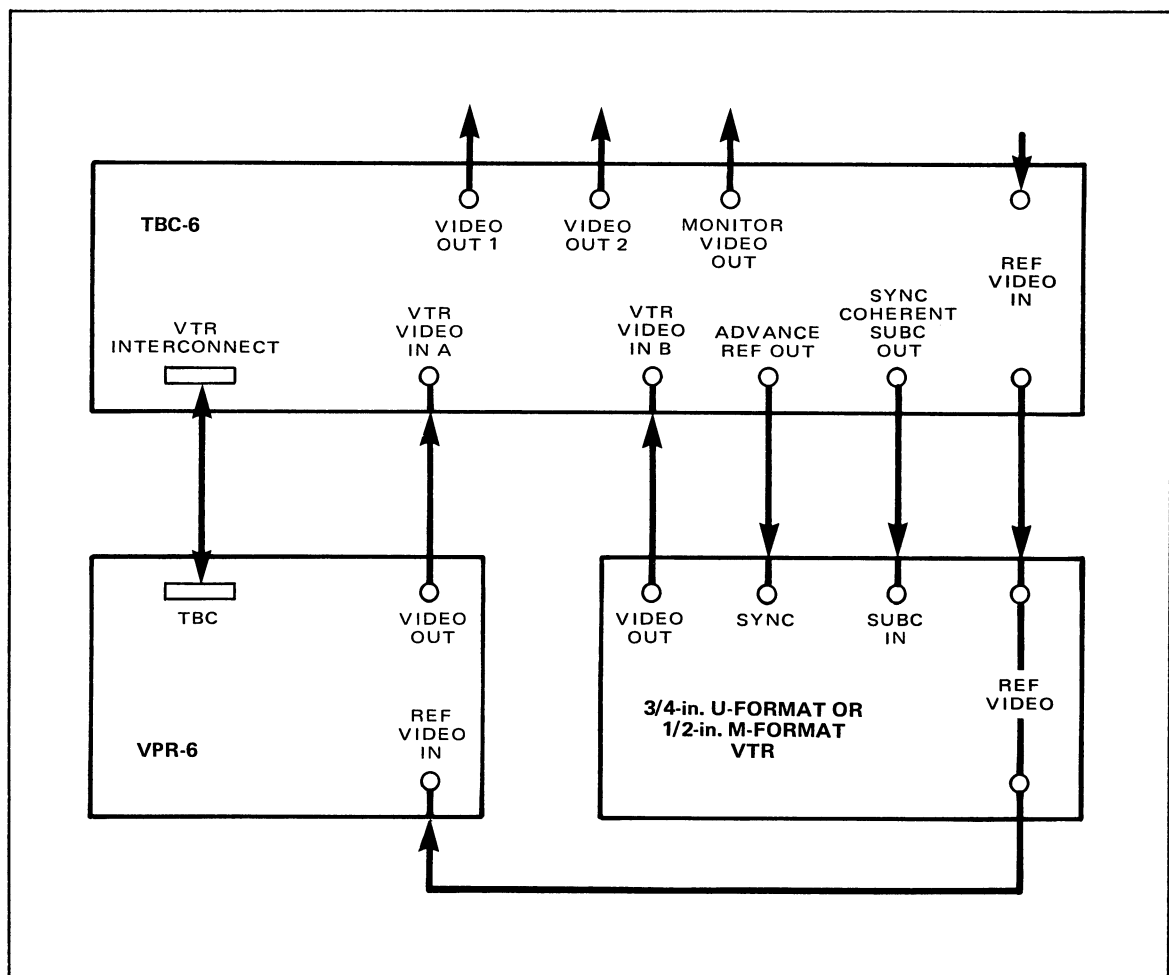 TBC-6
VIDEO
OUT 1
VIDEO
OUT 2
MONITOR
VIDEO
OUT
REF
VIDEO
IN
VTR
INTERCONNECT
VTR
VIDEO
IN A
VTR
VIDEO
IN B
ADVANCE
REF OUT
SYNC
COHERENT
SUBC
OUT
TBC
VIDEO
OUT
VPR-6
REF
VIDEO
IN
VIDEO
OUT
SYNC
SUBC
IN
REF
VIDEO
3/4-in. U-FORMAT OR
1/2-in. M-FORMAT
VTR